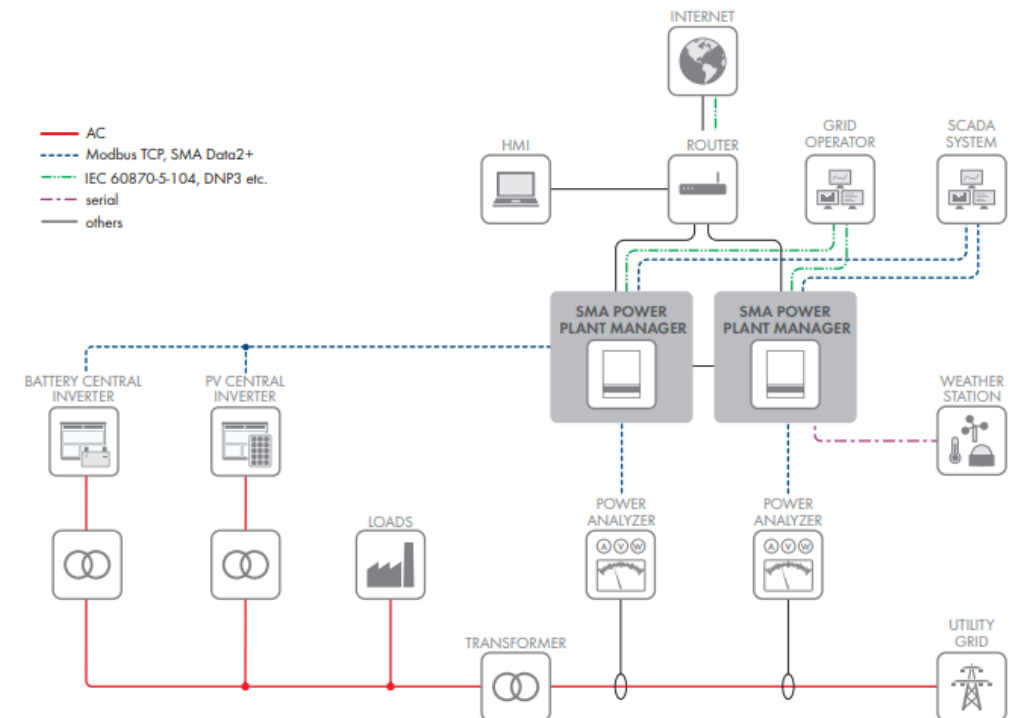 INTERNET
AC
Modbus TCP, SMA Data2+
IEC 60870-5-104, DNP3 etc.
serial
others
HMI
ROUTER
GRID
OPERATOR
SCADA
SYSTEM
SMA POWER
PLANT MANAGER
SMA POWER
PLANT MANAGER
BATTERY CENTRAL
INVERTER
PV CENTRAL
INVERTER
WEATHER
STATION
LOADS
POWER
ANALYZER
A V W
POWER
ANALYZER
A V W
TRANSFORMER
UTILITY
GRID